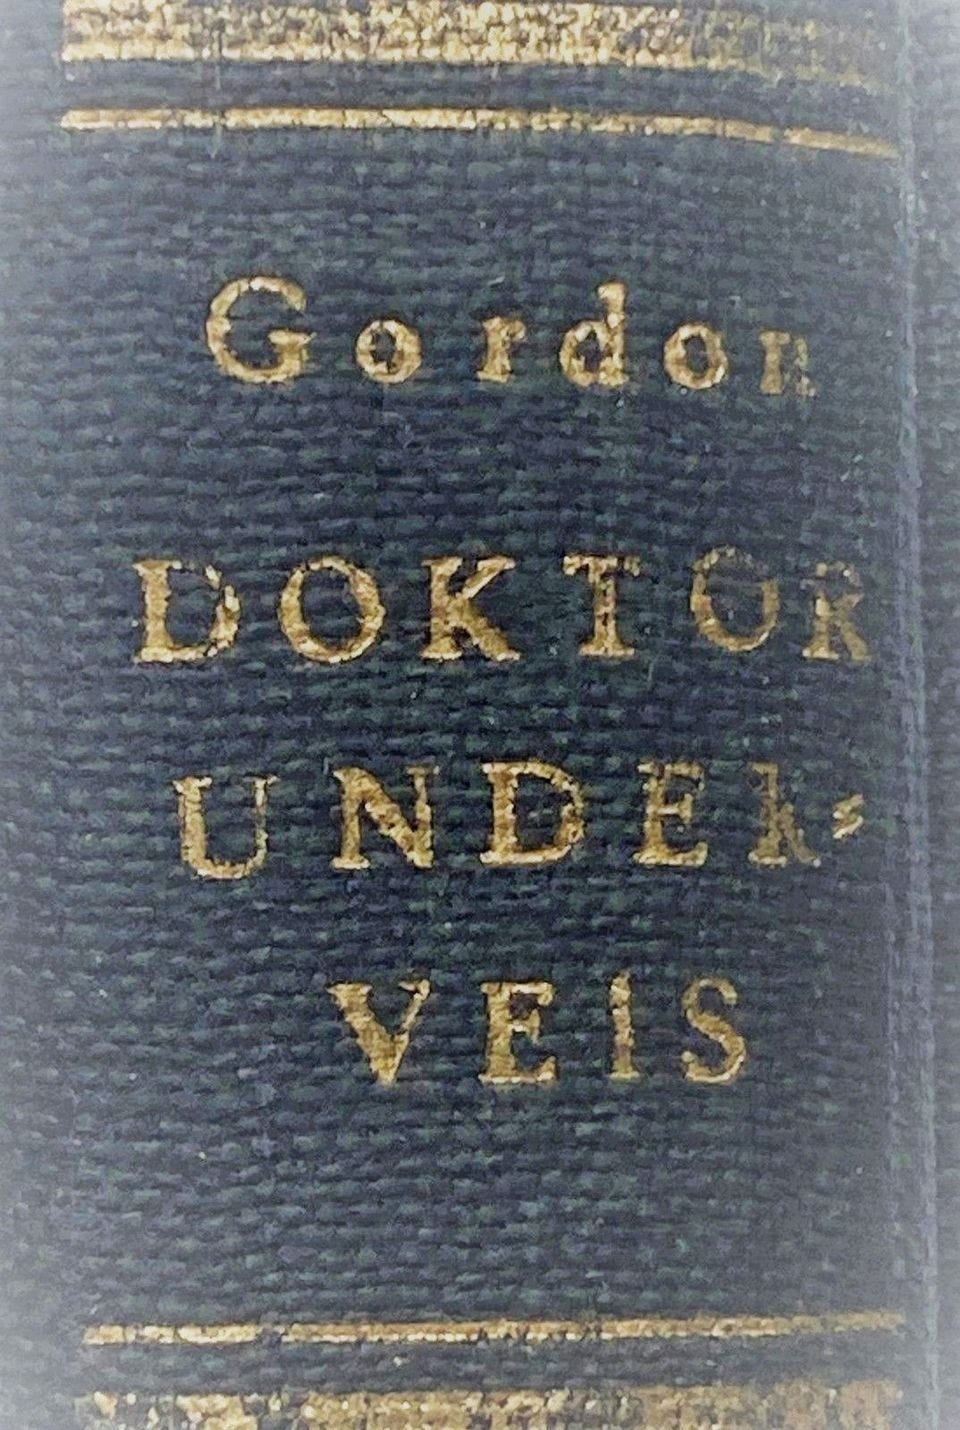 Gordon
DOKTOR
UNDER=
VEIS